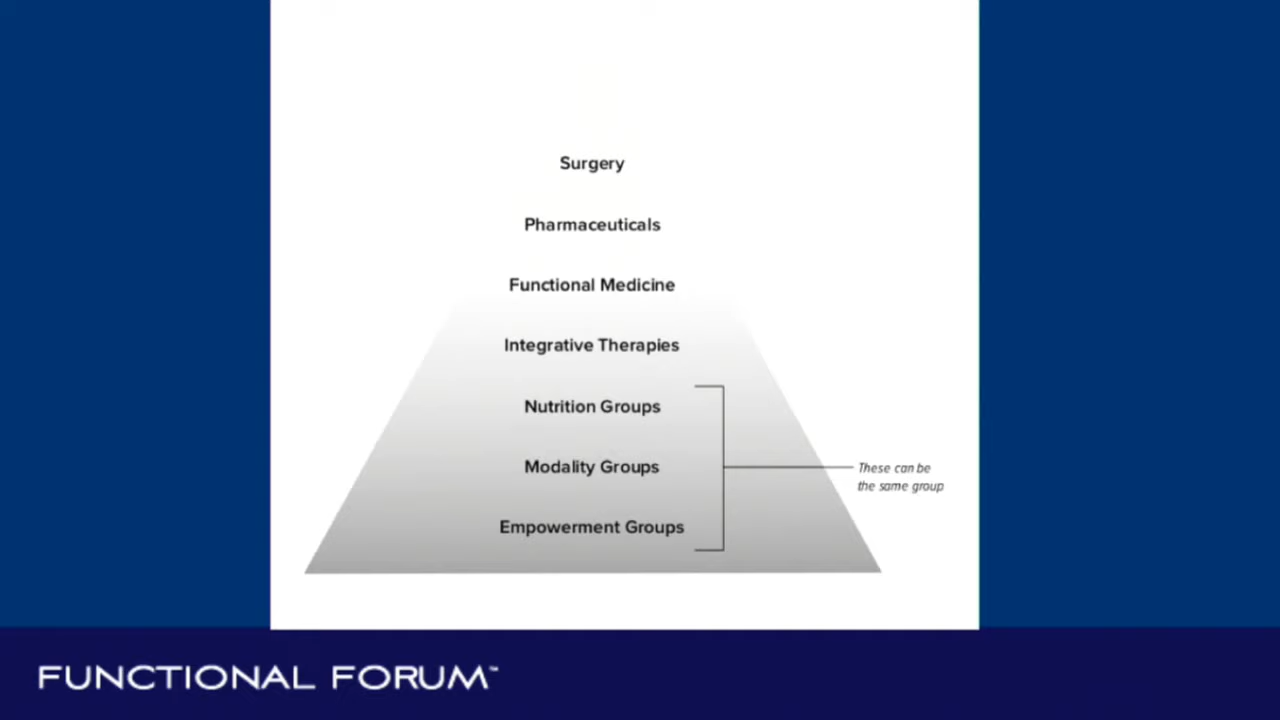 Surgery
Pharmaceuticals
Functional Medicine
Integrative Therapies
Nutrition Groups
Modality Groups
Empowerment Groups
These can be
the same group
FUNCTIONAL FORUM™